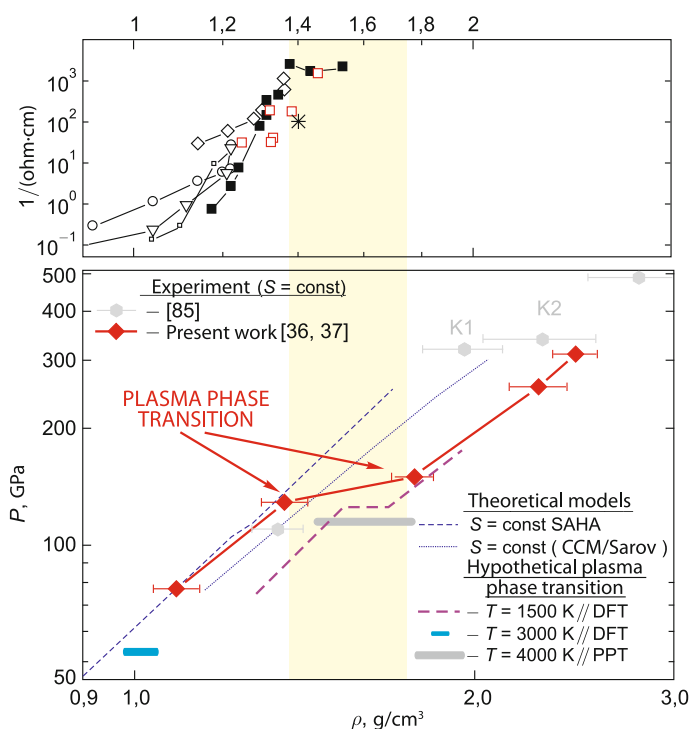 1 1,2 1,4 1,6 1,8 2
10³
10²
10¹
10⁰
10⁻¹
1/(ohm·cm)
500
400
300
200
100
50
P, GPa
Experiment (S = const)
– [85]
– Present work [36, 37]
K1
K2
PLASMA PHASE
TRANSITION
Theoretical models
S = const SAHA
S = const ( CCM/Sarov )
Hypothetical plasma
phase transition
– T = 1500 K // DFT
– T = 3000 K // DFT
– T = 4000 K // PPT
0,9 1,0 2,0 3,0
ρ, g/cm³